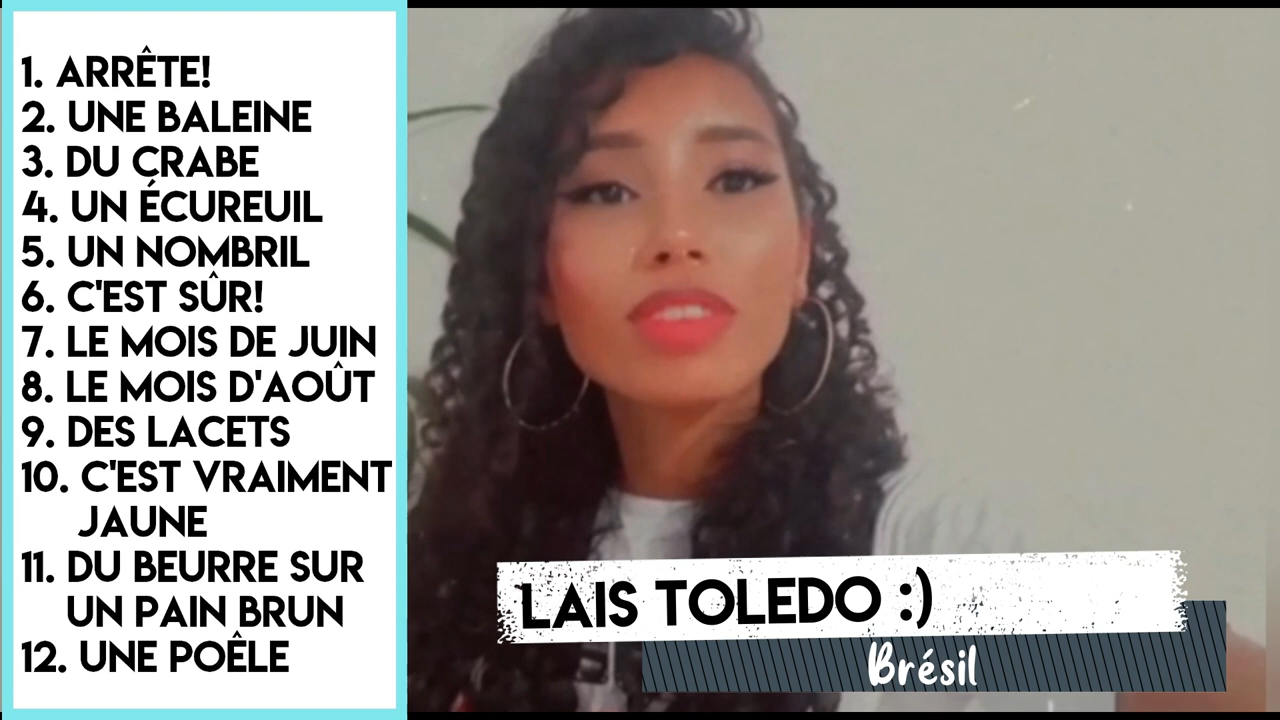 1. ARRÊTE!
2. UNE BALEINE
3. DU CRABE
4. UN ÉCUREUIL
5. UN NOMBRIL
6. C'EST SÛR!
7. LE MOIS DE JUIN
8. LE MOIS D'AOÛT
9. DES LACETS
10. C'EST VRAIMENT
JAUNE
11. DU BEURRE SUR
UN PAIN BRUN
12. UNE POÊLE
LAIS TOLEDO :)
Brésil